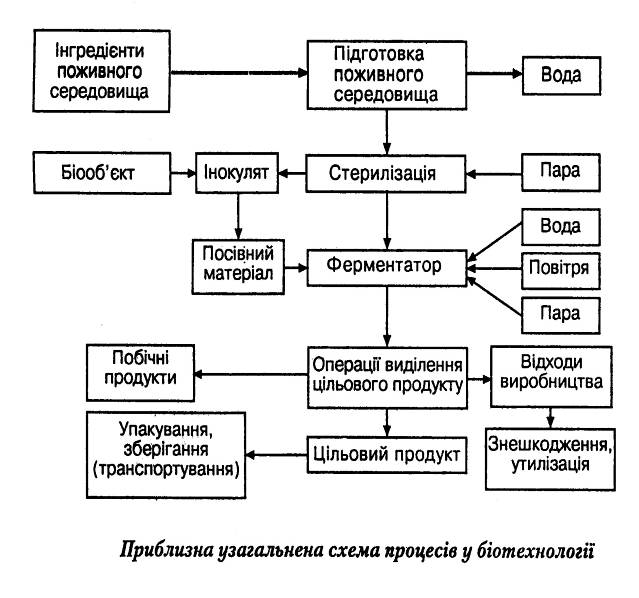 Інгредієнти
поживного
середовища
Підготовка
поживного
середовища
Вода
Біооб'єкт
Інокулят
Стерилізація
Пара
Посівний
матеріал
Ферментатор
Вода
Повітря
Пара
Побічні
продукти
Операції виділення
цільового продукту
Відходи
виробництва
Упакування,
зберігання
(транспортування)
Цільовий продукт
Знешкодження,
утилізація
Приблизна узагальнена схема процесів у біотехнології